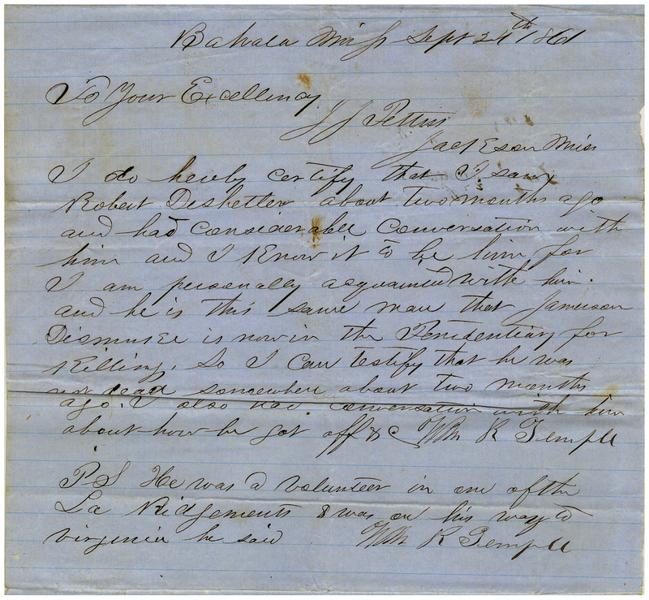 Bahala Miss Sept 24th 1861
To Your Excellency
J J Pettus
Jackson Miss
I do hereby certify that I saw
Robert Deshetler about two months ago
and had considerable conversation with
him and I know it to be him for
I am personally acquainted with him.
and he is this same man that Jameson
Dismuke is now in the Penidentiary for
Killing. So I can testify that he was
not dead somewhere about two months
ago. I also had conversation with him
about how he got off &c Wm R Temple
P S He was a volunteer in one of the
La Ridgements & was on his way to
virginia he said Wm R Temple